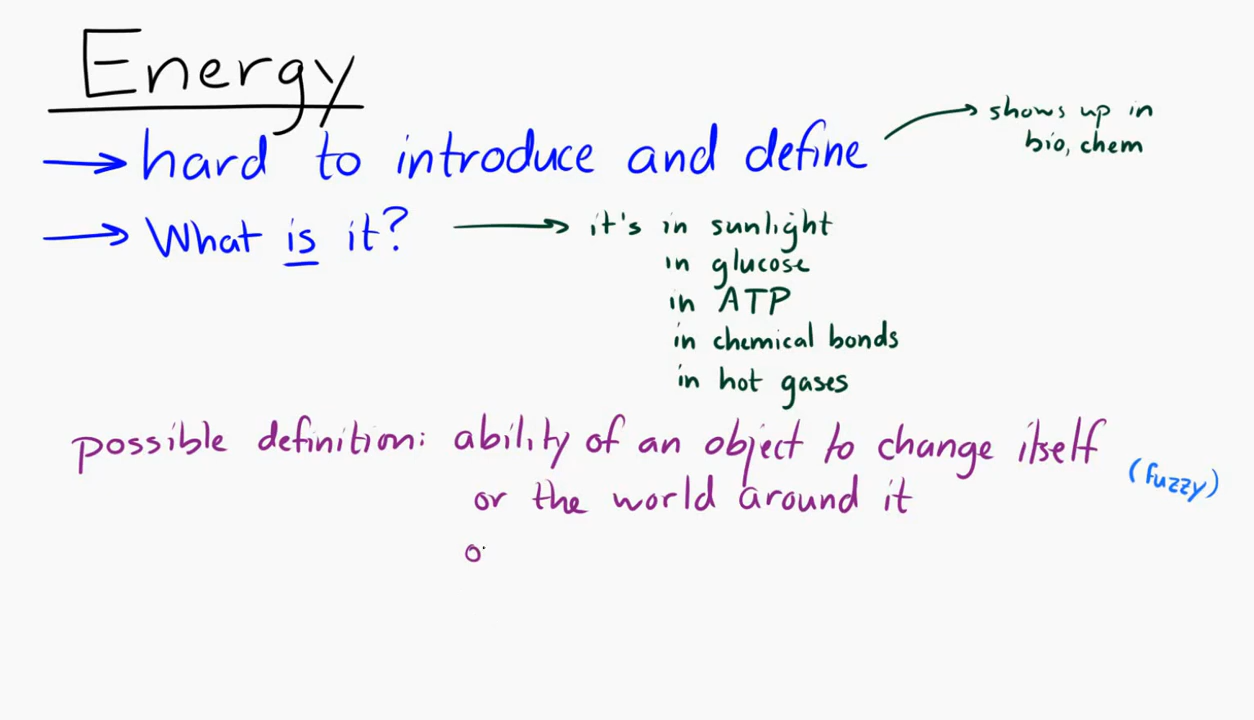 Energy
→ hard to introduce and define → shows up in
bio, chem
→ What is it? → it's in sunlight
in glucose
in ATP
in chemical bonds
in hot gases
possible definition: ability of an object to change itself
or the world around it (fuzzy)
o